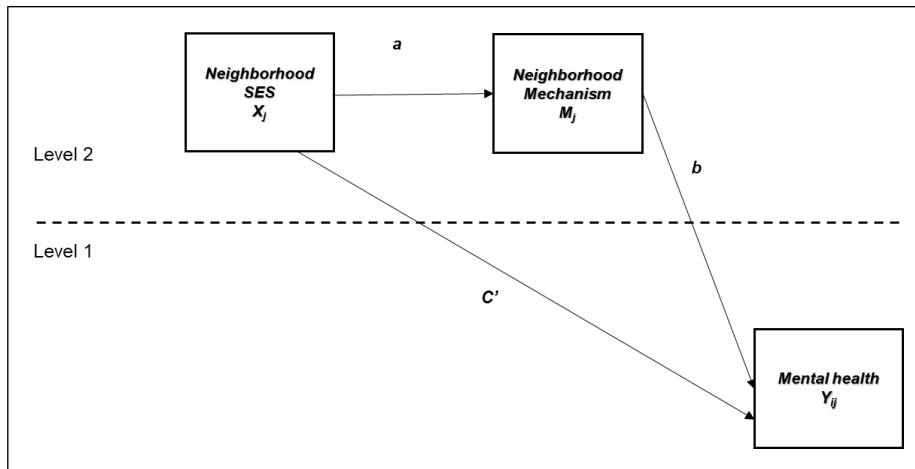 Neighborhood
SES
Xj
a
Neighborhood
Mechanism
Mj
Level 2
b
Level 1
C’
Mental health
Yij